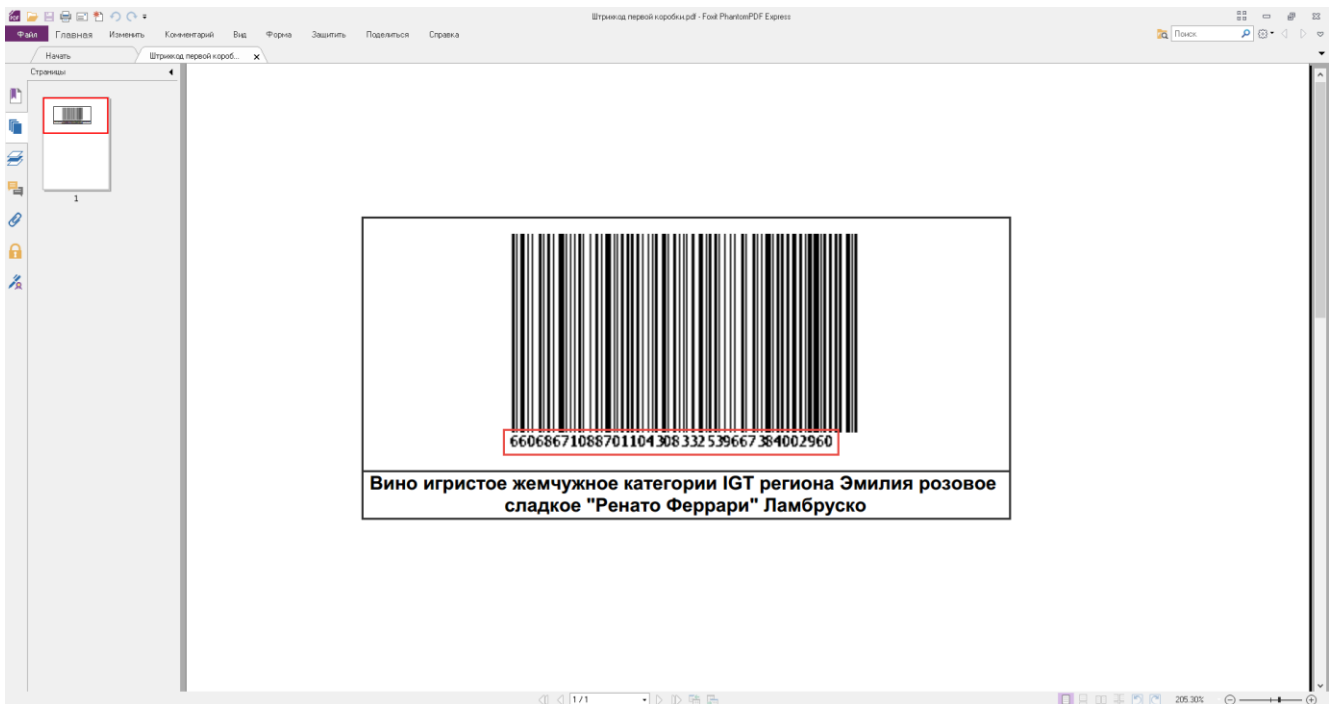 Штрихкод первой коробки.pdf - Foxit PhantomPDF Express
Файл Главная Изменить Комментарий Вид Форма Защитить Поделиться Справка
Поиск
Начать Штрихкод первой короб...
Страницы
1
66068671088701104308332539667384002960
Вино игристое жемчужное категории IGT региона Эмилия розовое
сладкое "Ренато Феррари" Ламбруско
1 / 1
205.30%